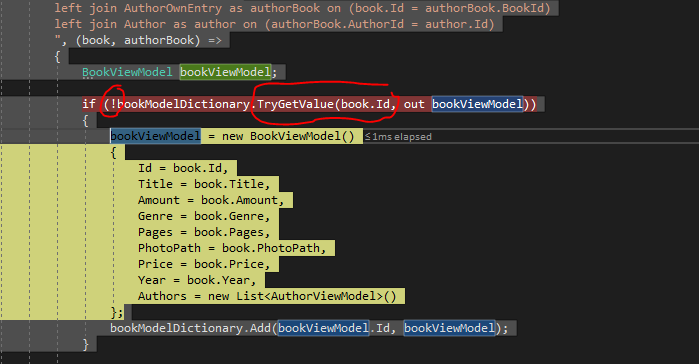 left join AuthorOwnEntry as authorBook on (book.Id = authorBook.BookId)
left join Author as author on (authorBook.AuthorId = author.Id)
", (book, authorBook) =>
{
BookViewModel bookViewModel;
if (!bookModelDictionary.TryGetValue(book.Id, out bookViewModel))
{
bookViewModel = new BookViewModel() ≤1ms elapsed
{
Id = book.Id,
Title = book.Title,
Amount = book.Amount,
Genre = book.Genre,
Pages = book.Pages,
PhotoPath = book.PhotoPath,
Price = book.Price,
Year = book.Year,
Authors = new List<AuthorViewModel>()
};
bookModelDictionary.Add(bookViewModel.Id, bookViewModel);
}